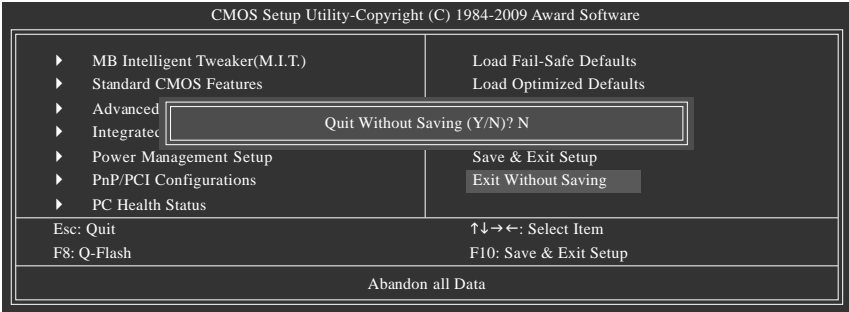 CMOS Setup Utility-Copyright (C) 1984-2009 Award Software
MB Intelligent Tweaker(M.I.T.)
Standard CMOS Features
Advanced
Integrated
Power Management Setup
PnP/PCI Configurations
PC Health Status
Load Fail-Safe Defaults
Load Optimized Defaults
Quit Without Saving (Y/N)? N
Save & Exit Setup
Exit Without Saving
Esc: Quit
↑↓→←: Select Item
F8: Q-Flash
F10: Save & Exit Setup
Abandon all Data